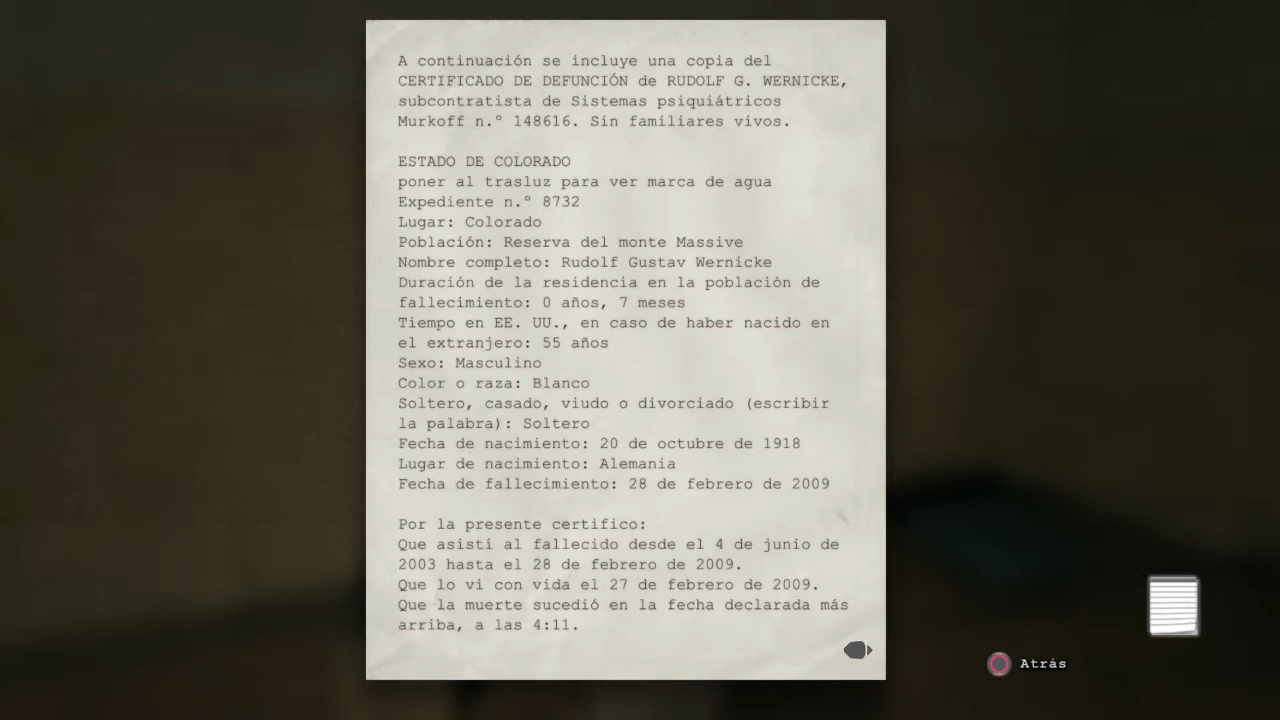 A continuación se incluye una copia del
CERTIFICADO DE DEFUNCIÓN de RUDOLF G. WERNICKE,
subcontratista de Sistemas psiquiátricos
Murkoff n.º 148616. Sin familiares vivos.
ESTADO DE COLORADO
poner al trasluz para ver marca de agua
Expediente n.º 8732
Lugar: Colorado
Población: Reserva del monte Massive
Nombre completo: Rudolf Gustav Wernicke
Duración de la residencia en la población de
fallecimiento: 0 años, 7 meses
Tiempo en EE. UU., en caso de haber nacido en
el extranjero: 55 años
Sexo: Masculino
Color o raza: Blanco
Soltero, casado, viudo o divorciado (escribir
la palabra): Soltero
Fecha de nacimiento: 20 de octubre de 1918
Lugar de nacimiento: Alemania
Fecha de fallecimiento: 28 de febrero de 2009
Por la presente certifico:
Que asistí al fallecido desde el 4 de junio de
2003 hasta el 28 de febrero de 2009.
Que lo vi con vida el 27 de febrero de 2009.
Que la muerte sucedió en la fecha declarada más
arriba, a las 4:11.
Atrás